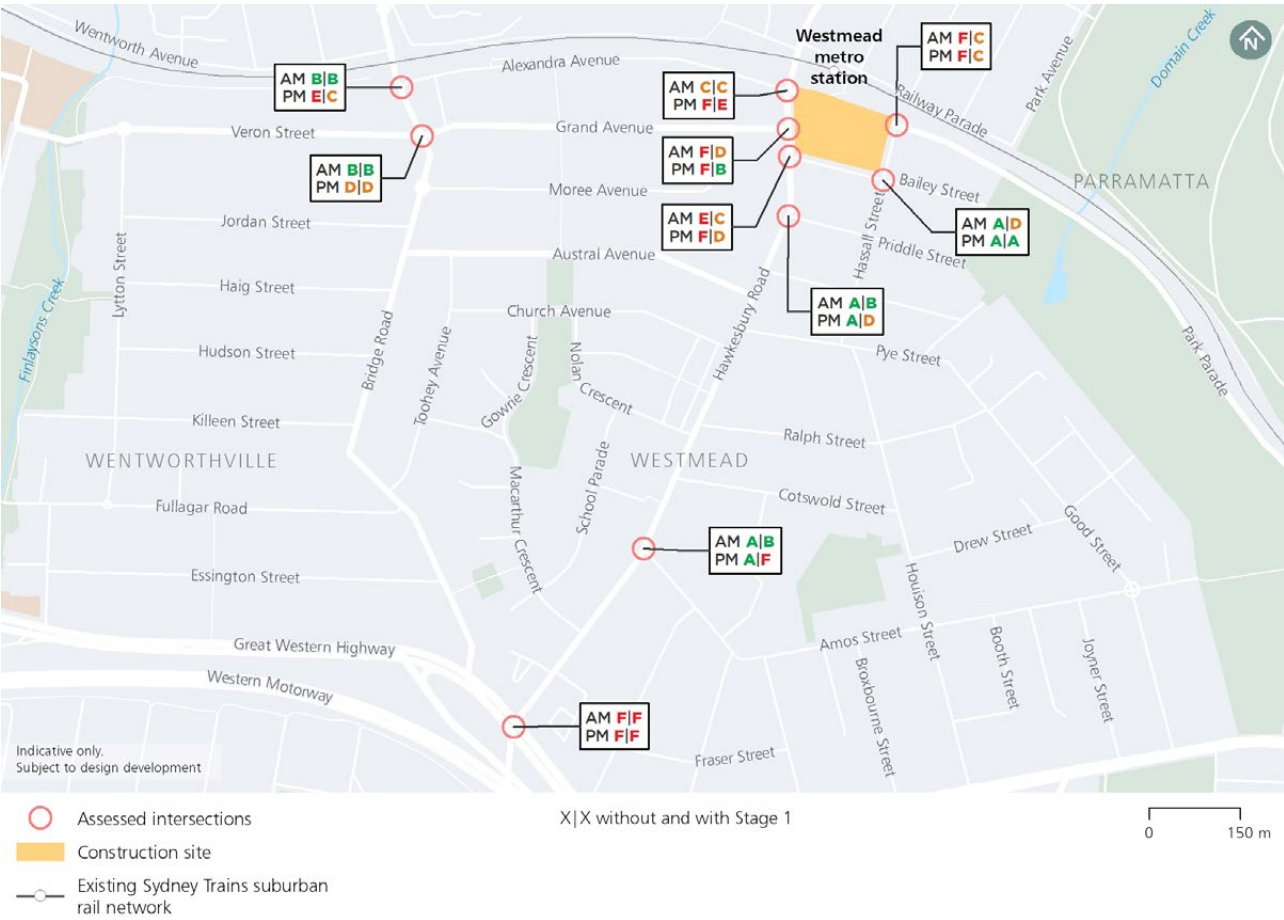 Wentworth Avenue
Alexandra Avenue
Westmead
metro
station
AM F|C
PM F|C
Park Avenue
Domain Creek
N
AM B|B
PM E|C
AM C|C
PM F|E
Railway Parade
Veron Street
Grand Avenue
AM F|D
PM F|B
AM B|B
PM D|D
Moree Avenue
Bailey Street
PARRAMATTA
Jordan Street
AM E|C
PM F|D
Hassall Street
AM A|D
PM A|A
Lytton Street
Austral Avenue
Priddle Street
Finlaysons Creek
Haig Street
Church Avenue
Hawkesbury Road
AM A|B
PM A|D
Hudson Street
Bridge Road
Toohey Avenue
Gowrie Crescent
Nolan Crescent
Pye Street
Park Parade
Killeen Street
Ralph Street
WENTWORTHVILLE
WESTMEAD
School Parade
Macarthur Crescent
Cotswold Street
Fullagar Road
Good Street
Drew Street
AM A|B
PM A|F
Essington Street
Houison Street
Amos Street
Booth Street
Joyner Street
Great Western Highway
Broxbourne Street
Western Motorway
AM F|F
PM F|F
Fraser Street
Indicative only.
Subject to design development
Assessed intersections
X|X without and with Stage 1
0 150 m
Construction site
Existing Sydney Trains suburban
rail network